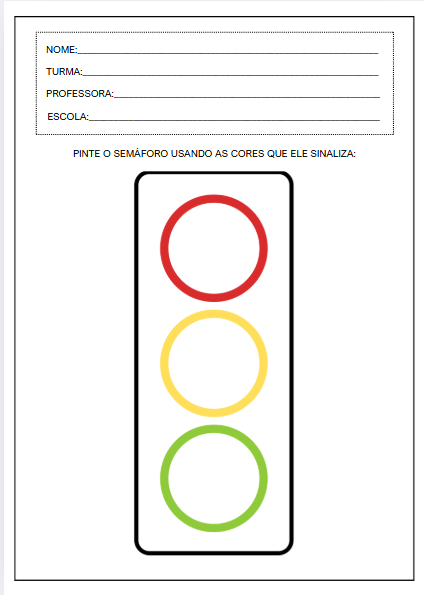 NOME:
TURMA:
PROFESSORA:
ESCOLA:
PINTE O SEMÁFORO USANDO AS CORES QUE ELE SINALIZA: